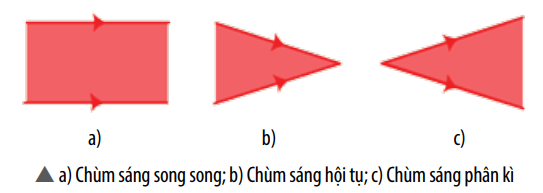 a) b) c)
▲ a) Chùm sáng song song; b) Chùm sáng hội tụ; c) Chùm sáng phân kì